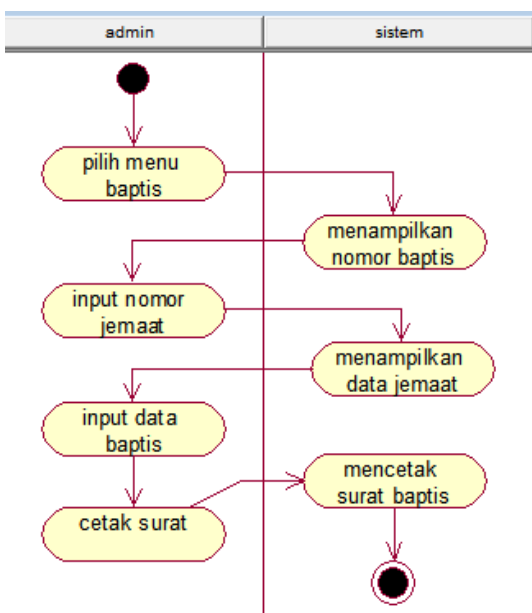 admin
sistem
pilih menu
baptis
menampilkan
nomor baptis
input nomor
jemaat
menampilkan
data jemaat
input data
baptis
cetak surat
mencetak
surat baptis